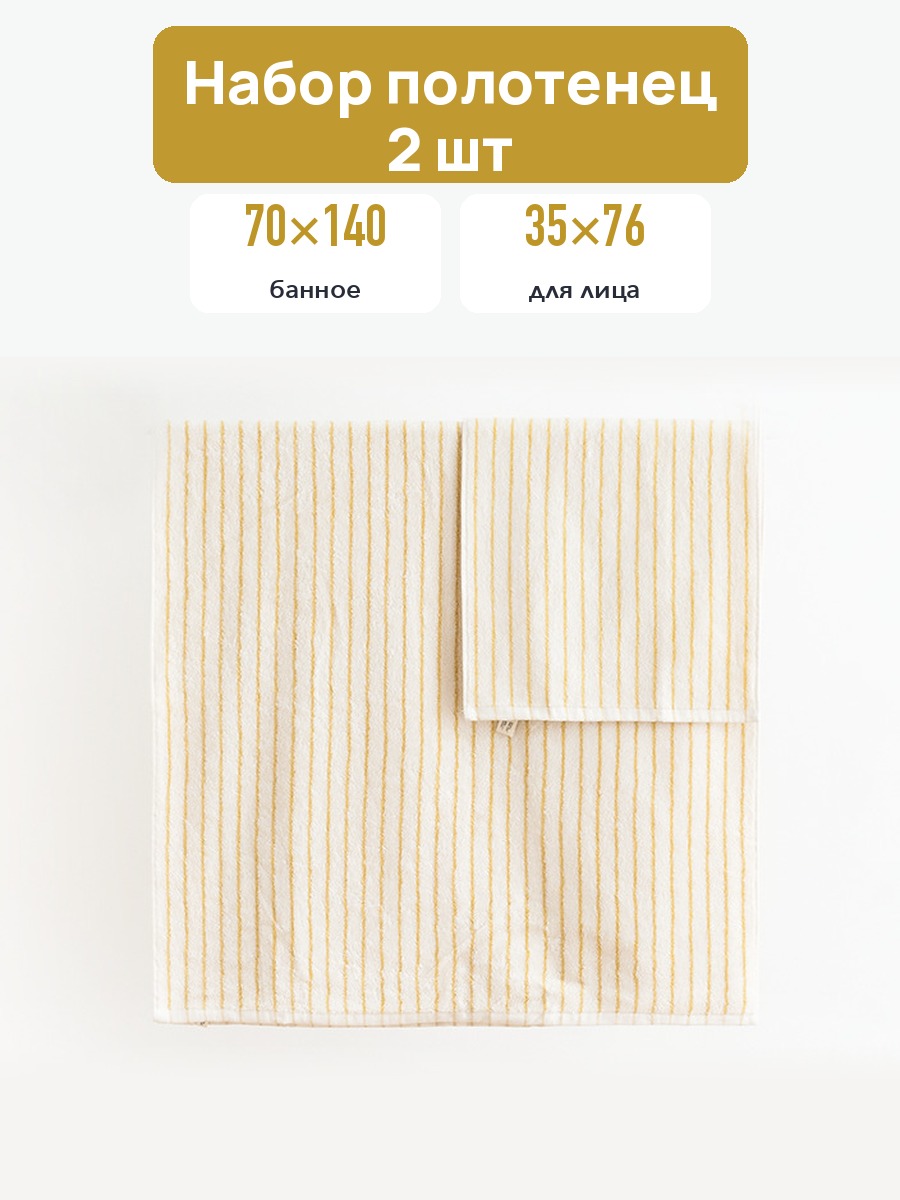 Набор полотенец
2 шт
70×140
35×76
банное
для лица